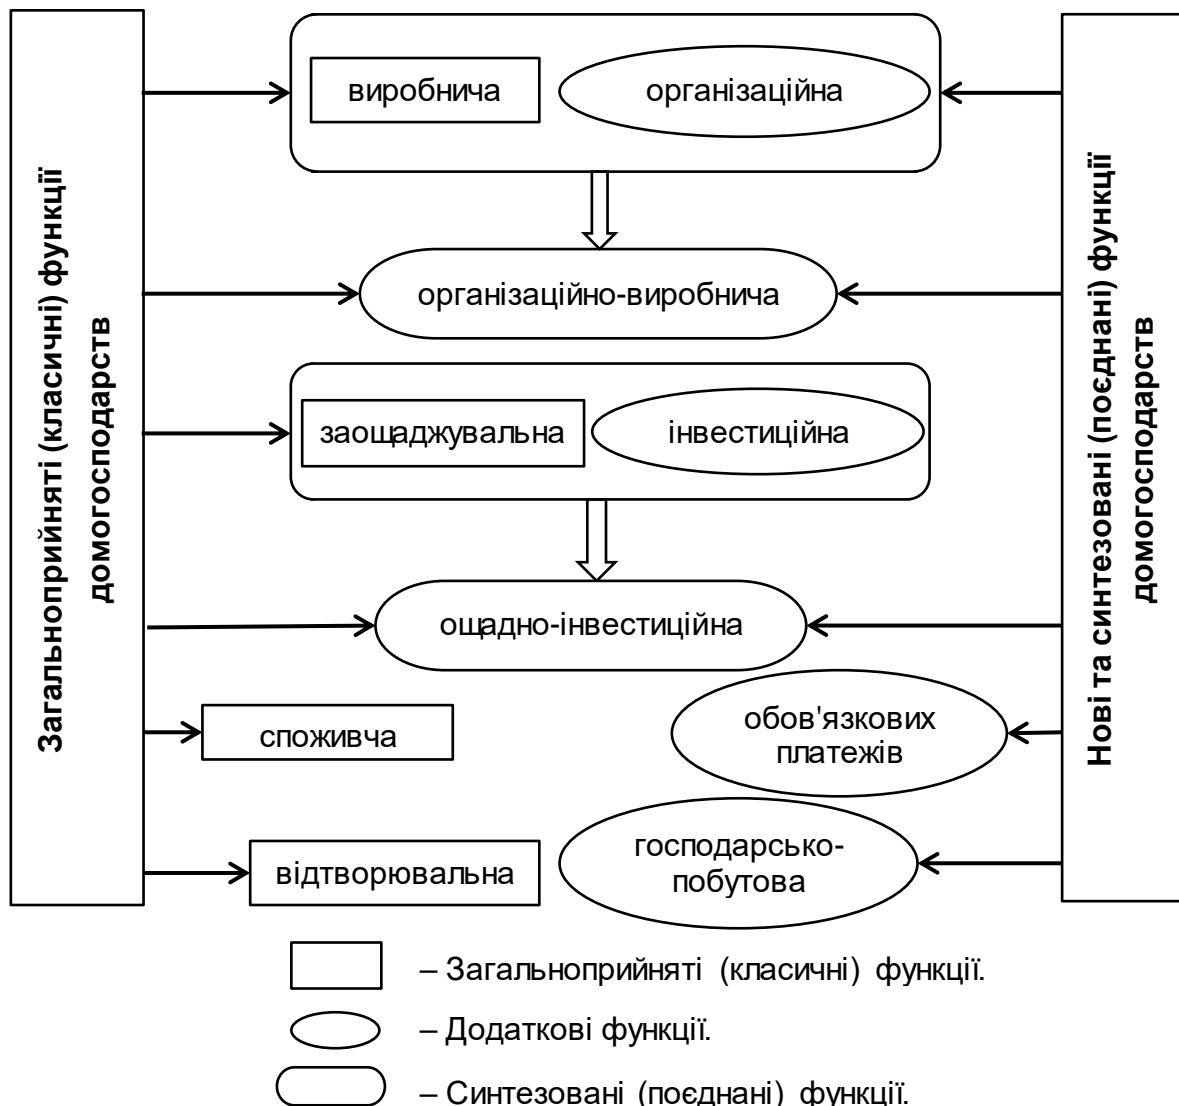 Загальноприйняті (класичні) функції
домогосподарств
виробнича
організаційна
організаційно-виробнича
заощаджувальна
інвестиційна
ощадно-інвестиційна
споживча
обов'язкових
платежів
відтворювальна
господарсько-
побутова
Нові та синтезовані (поєднані) функції
домогосподарств
– Загальноприйняті (класичні) функції.
– Додаткові функції.
– Синтезовані (поєднані) функції.